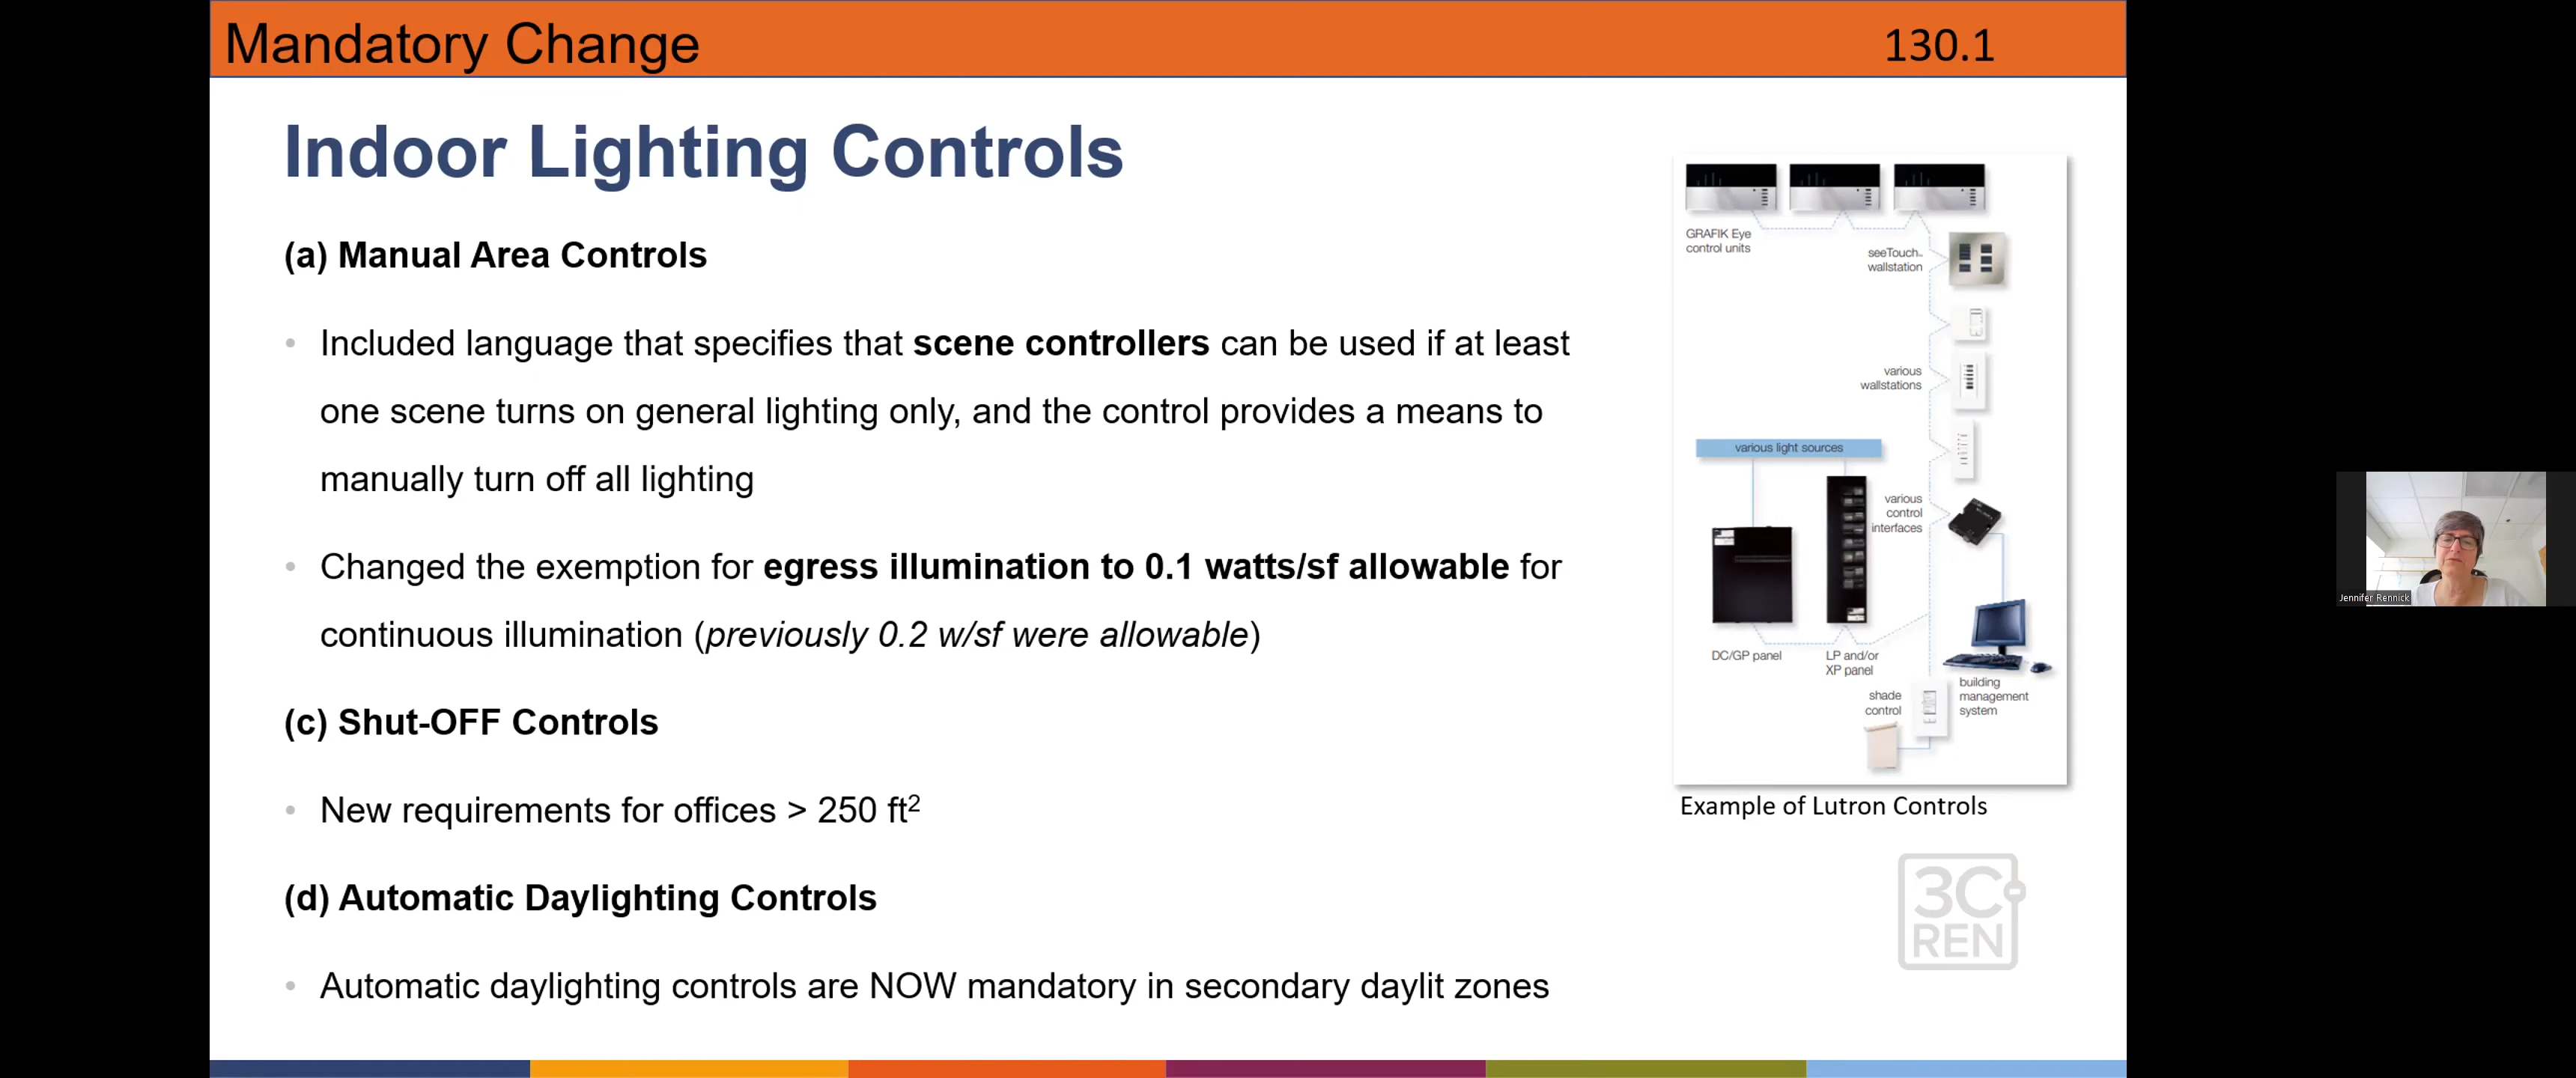 Mandatory Change 130.1
Indoor Lighting Controls
(a) Manual Area Controls
• Included language that specifies that scene controllers can be used if at least
one scene turns on general lighting only, and the control provides a means to
manually turn off all lighting
• Changed the exemption for egress illumination to 0.1 watts/sf allowable for
continuous illumination (previously 0.2 w/sf were allowable)
(c) Shut-OFF Controls
• New requirements for offices > 250 ft²
(d) Automatic Daylighting Controls
• Automatic daylighting controls are NOW mandatory in secondary daylit zones
GRAFIK Eye
control units
seeTouch™
wallstation
various
wallstations
various light sources
various
control
interfaces
DC/GP panel
LP and/or
XP panel
building
management
system
shade
control
Example of Lutron Controls
3C
REN
Jennifer Rennick